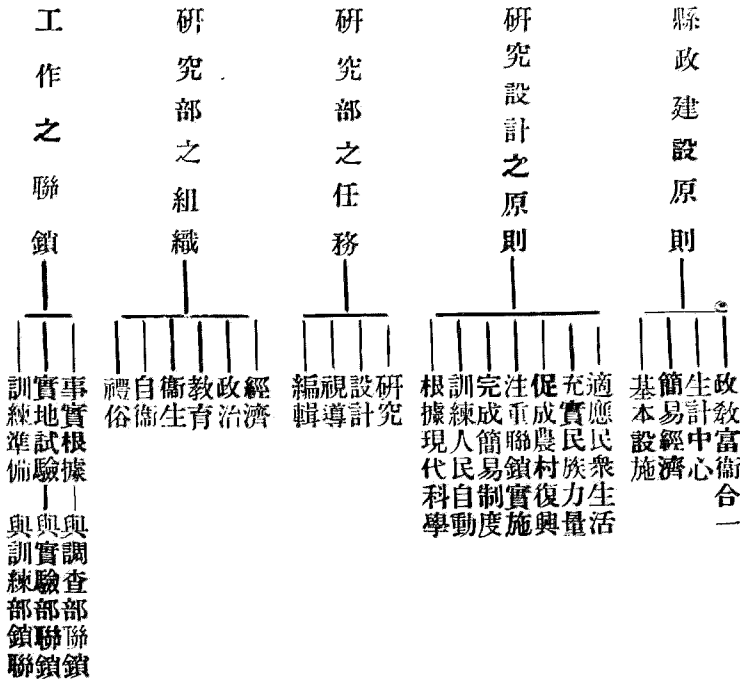 縣政建設原則
政敎富衞合一
生計中心
簡易經濟
基本設施
研究設計之原則
適應民衆生活
充實民族力量
促成農村復興
注重聯鎖實施
完成簡易制度
訓練人民自動
根據現代科學
研究部之任務
研究
設計
視導
編輯
研究部之組織
經濟
政治
敎育
衞生
自衞
禮俗
工作之聯鎖
事實根據—與調查部聯鎖
實地試驗—與實驗部聯鎖
訓練準備 與訓練部鎖聯